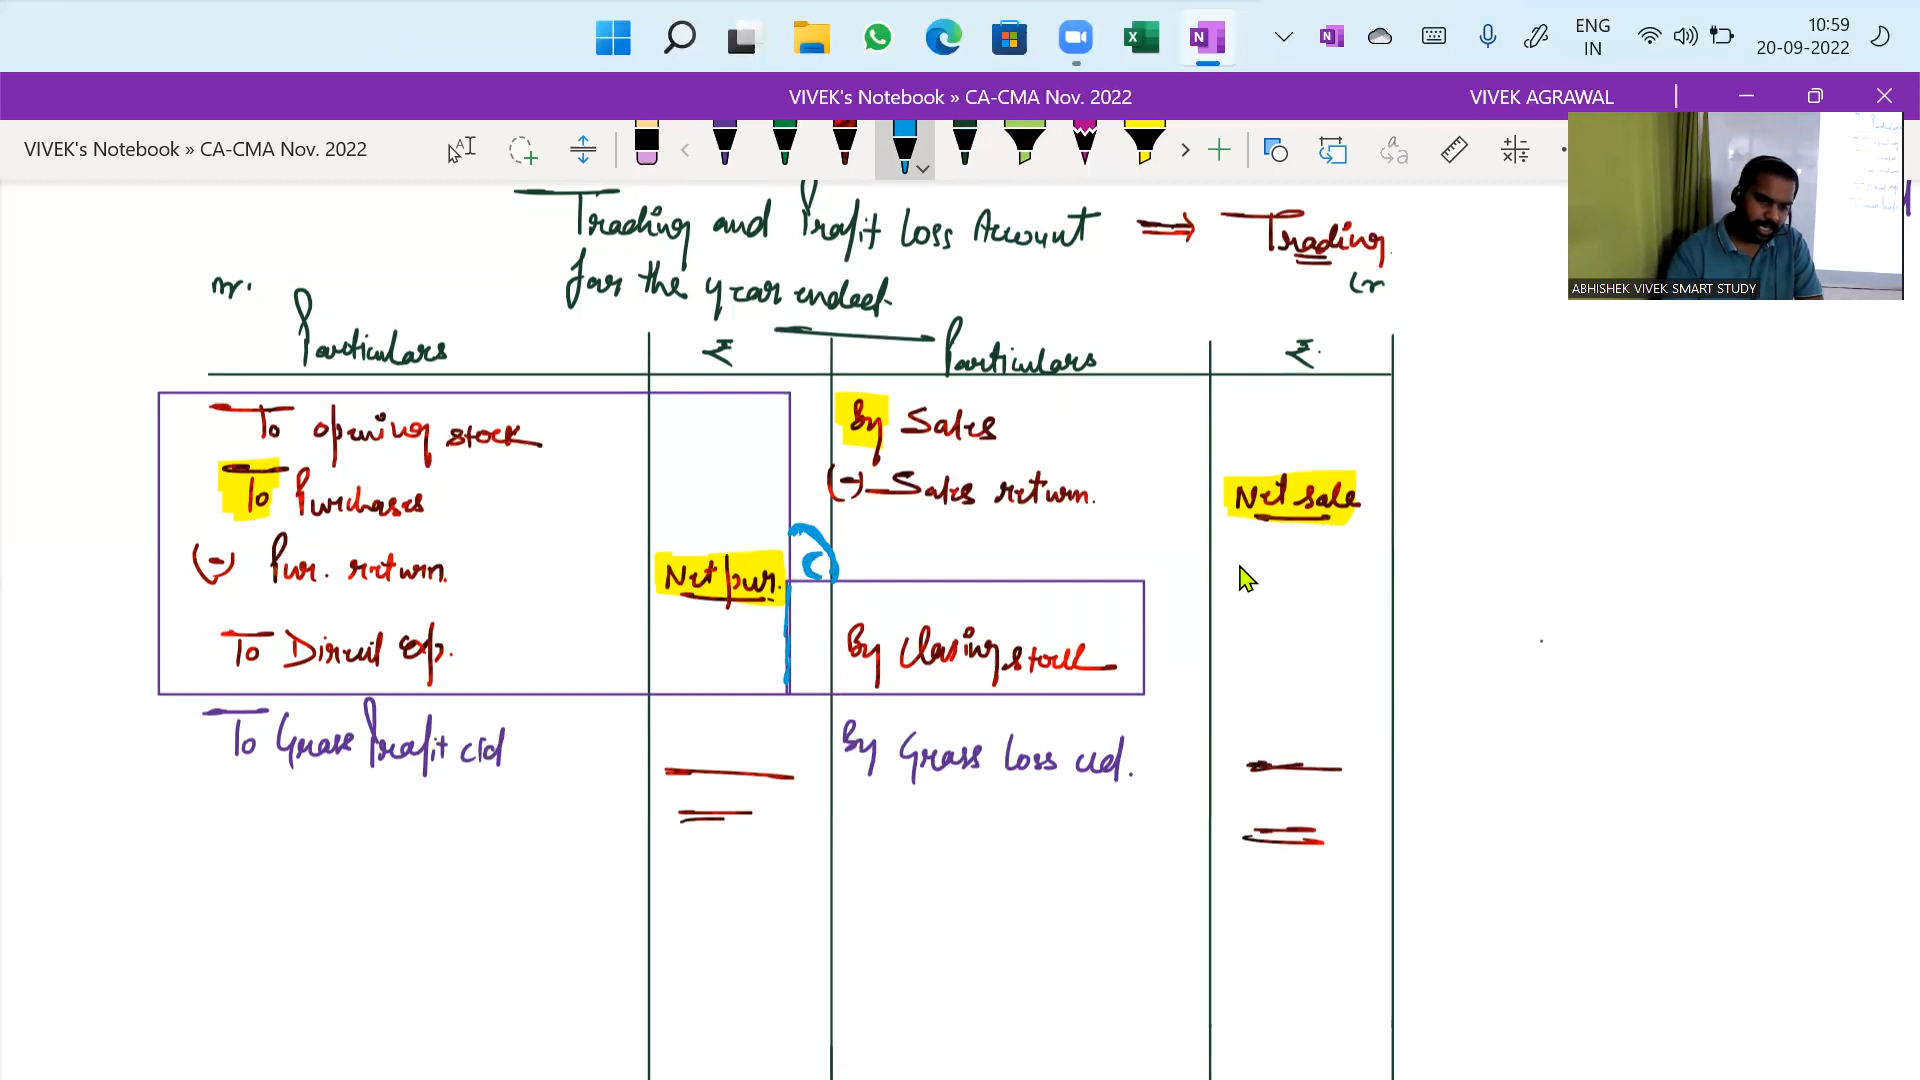 ENG
IN
10:59
20-09-2022
VIVEK's Notebook » CA-CMA Nov. 2022
VIVEK AGRAWAL
VIVEK's Notebook » CA-CMA Nov. 2022
ABHISHEK VIVEK SMART STUDY
Trading and Profit Loss Account ⇒ Trading
for the year ended
Dr. Cr
Particulars ₹ Particulars ₹
To opening stock
By Sales
To Purchases
(-) Sales return. Net sale
(-) Pur. return. Net pur.
To Direct exp. By closing stock
To Gross Profit c/d By Gross Loss c/d.